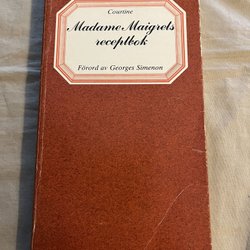 Courtine
Madame Maigrets
receptbok
Förord av Georges Simenon